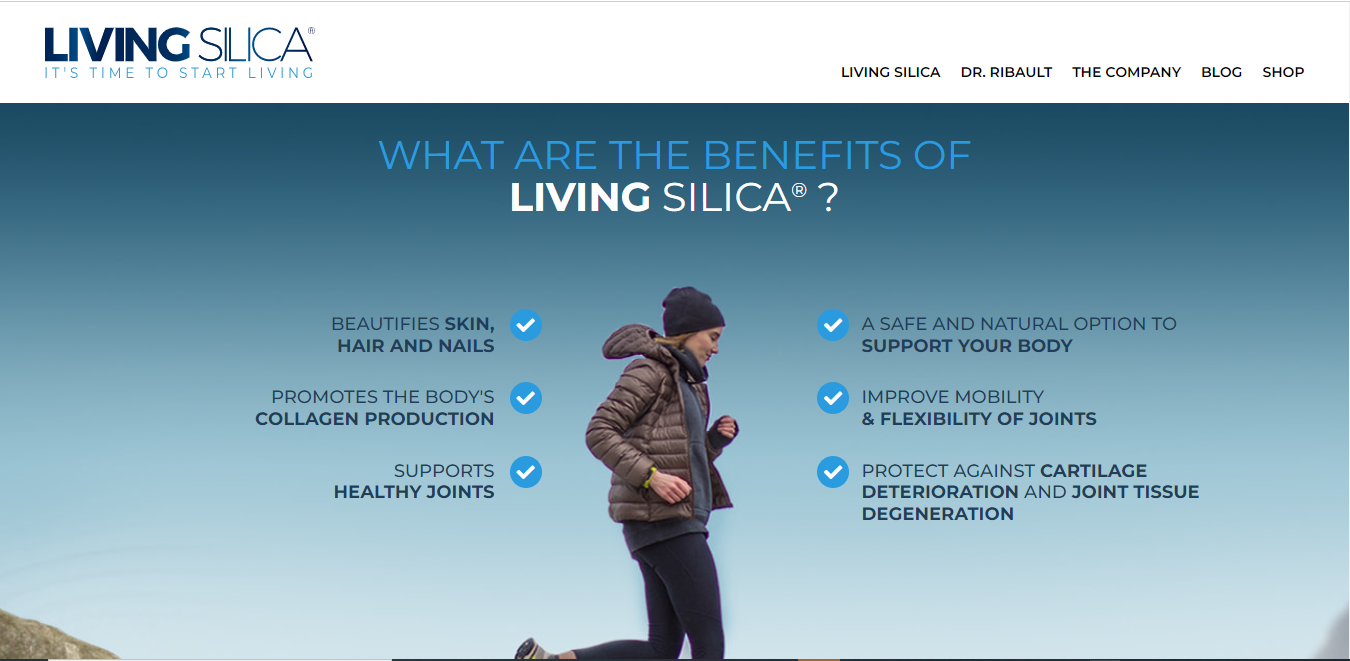 LIVING SILICA®
IT'S TIME TO START LIVING
LIVING SILICA DR. RIBAULT THE COMPANY BLOG SHOP
WHAT ARE THE BENEFITS OF
LIVING SILICA® ?
BEAUTIFIES SKIN,
HAIR AND NAILS
PROMOTES THE BODY'S
COLLAGEN PRODUCTION
SUPPORTS
HEALTHY JOINTS
A SAFE AND NATURAL OPTION TO
SUPPORT YOUR BODY
IMPROVE MOBILITY
& FLEXIBILITY OF JOINTS
PROTECT AGAINST CARTILAGE
DETERIORATION AND JOINT TISSUE
DEGENERATION